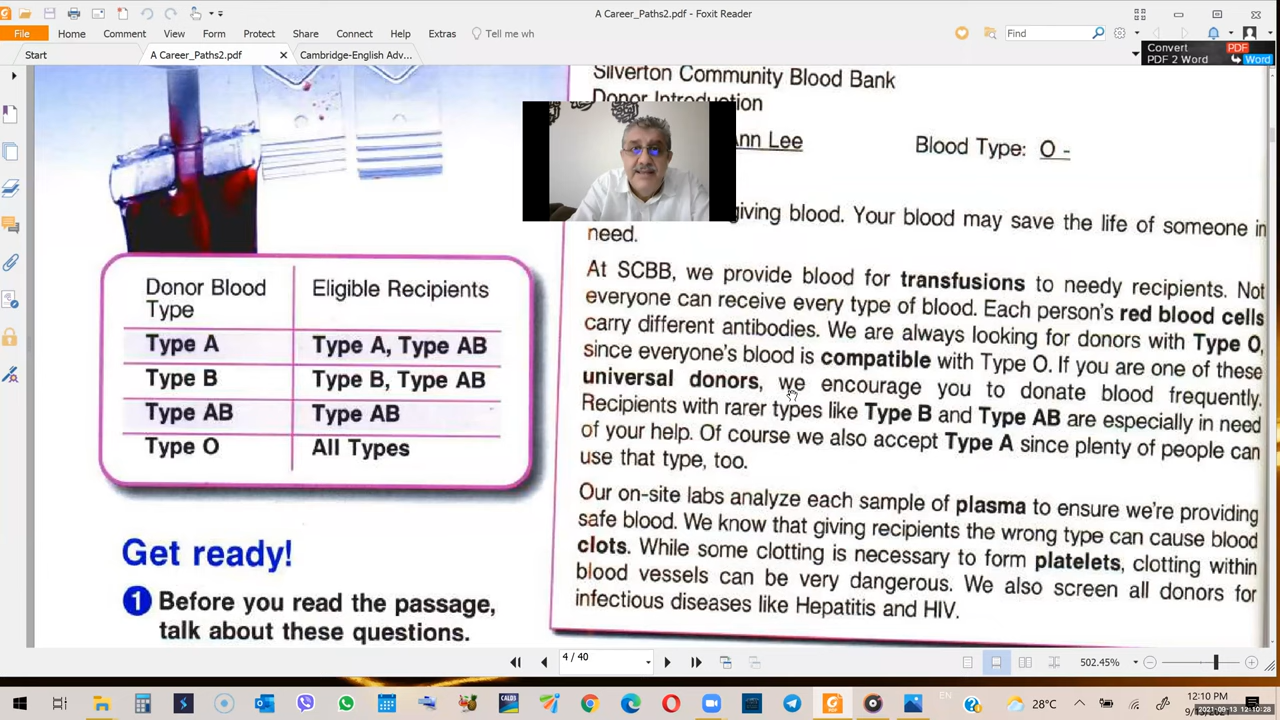 A Career_Paths2.pdf - Foxit Reader
File Home Comment View Form Protect Share Connect Help Extras Tell me wh
Find
Start
A Career_Paths2.pdf
Cambridge-English Adv...
Convert PDF
PDF 2 Word Word
Silverton Community Blood Bank
Donor Introduction
Ann Lee
Blood Type: O -
giving blood. Your blood may save the life of someone in
need.
At SCBB, we provide blood for transfusions to needy recipients. Not
everyone can receive every type of blood. Each person's red blood cells
carry different antibodies. We are always looking for donors with Type O,
since everyone's blood is compatible with Type O. If you are one of these
universal donors, we encourage you to donate blood frequently.
Recipients with rarer types like Type B and Type AB are especially in need
of your help. Of course we also accept Type A since plenty of people can
use that type, too.
Our on-site labs analyze each sample of plasma to ensure we're providing
safe blood. We know that giving recipients the wrong type can cause blood
clots. While some clotting is necessary to form platelets, clotting within
blood vessels can be very dangerous. We also screen all donors for
infectious diseases like Hepatitis and HIV.
Donor Blood
Type
Eligible Recipients
Type A Type A, Type AB
Type B Type B, Type AB
Type AB Type AB
Type O All Types
Get ready!
1 Before you read the passage,
talk about these questions.
4 / 40
502.45%
CALD3
EN
28°C
12:10 PM
2021-09-13 12:10:28